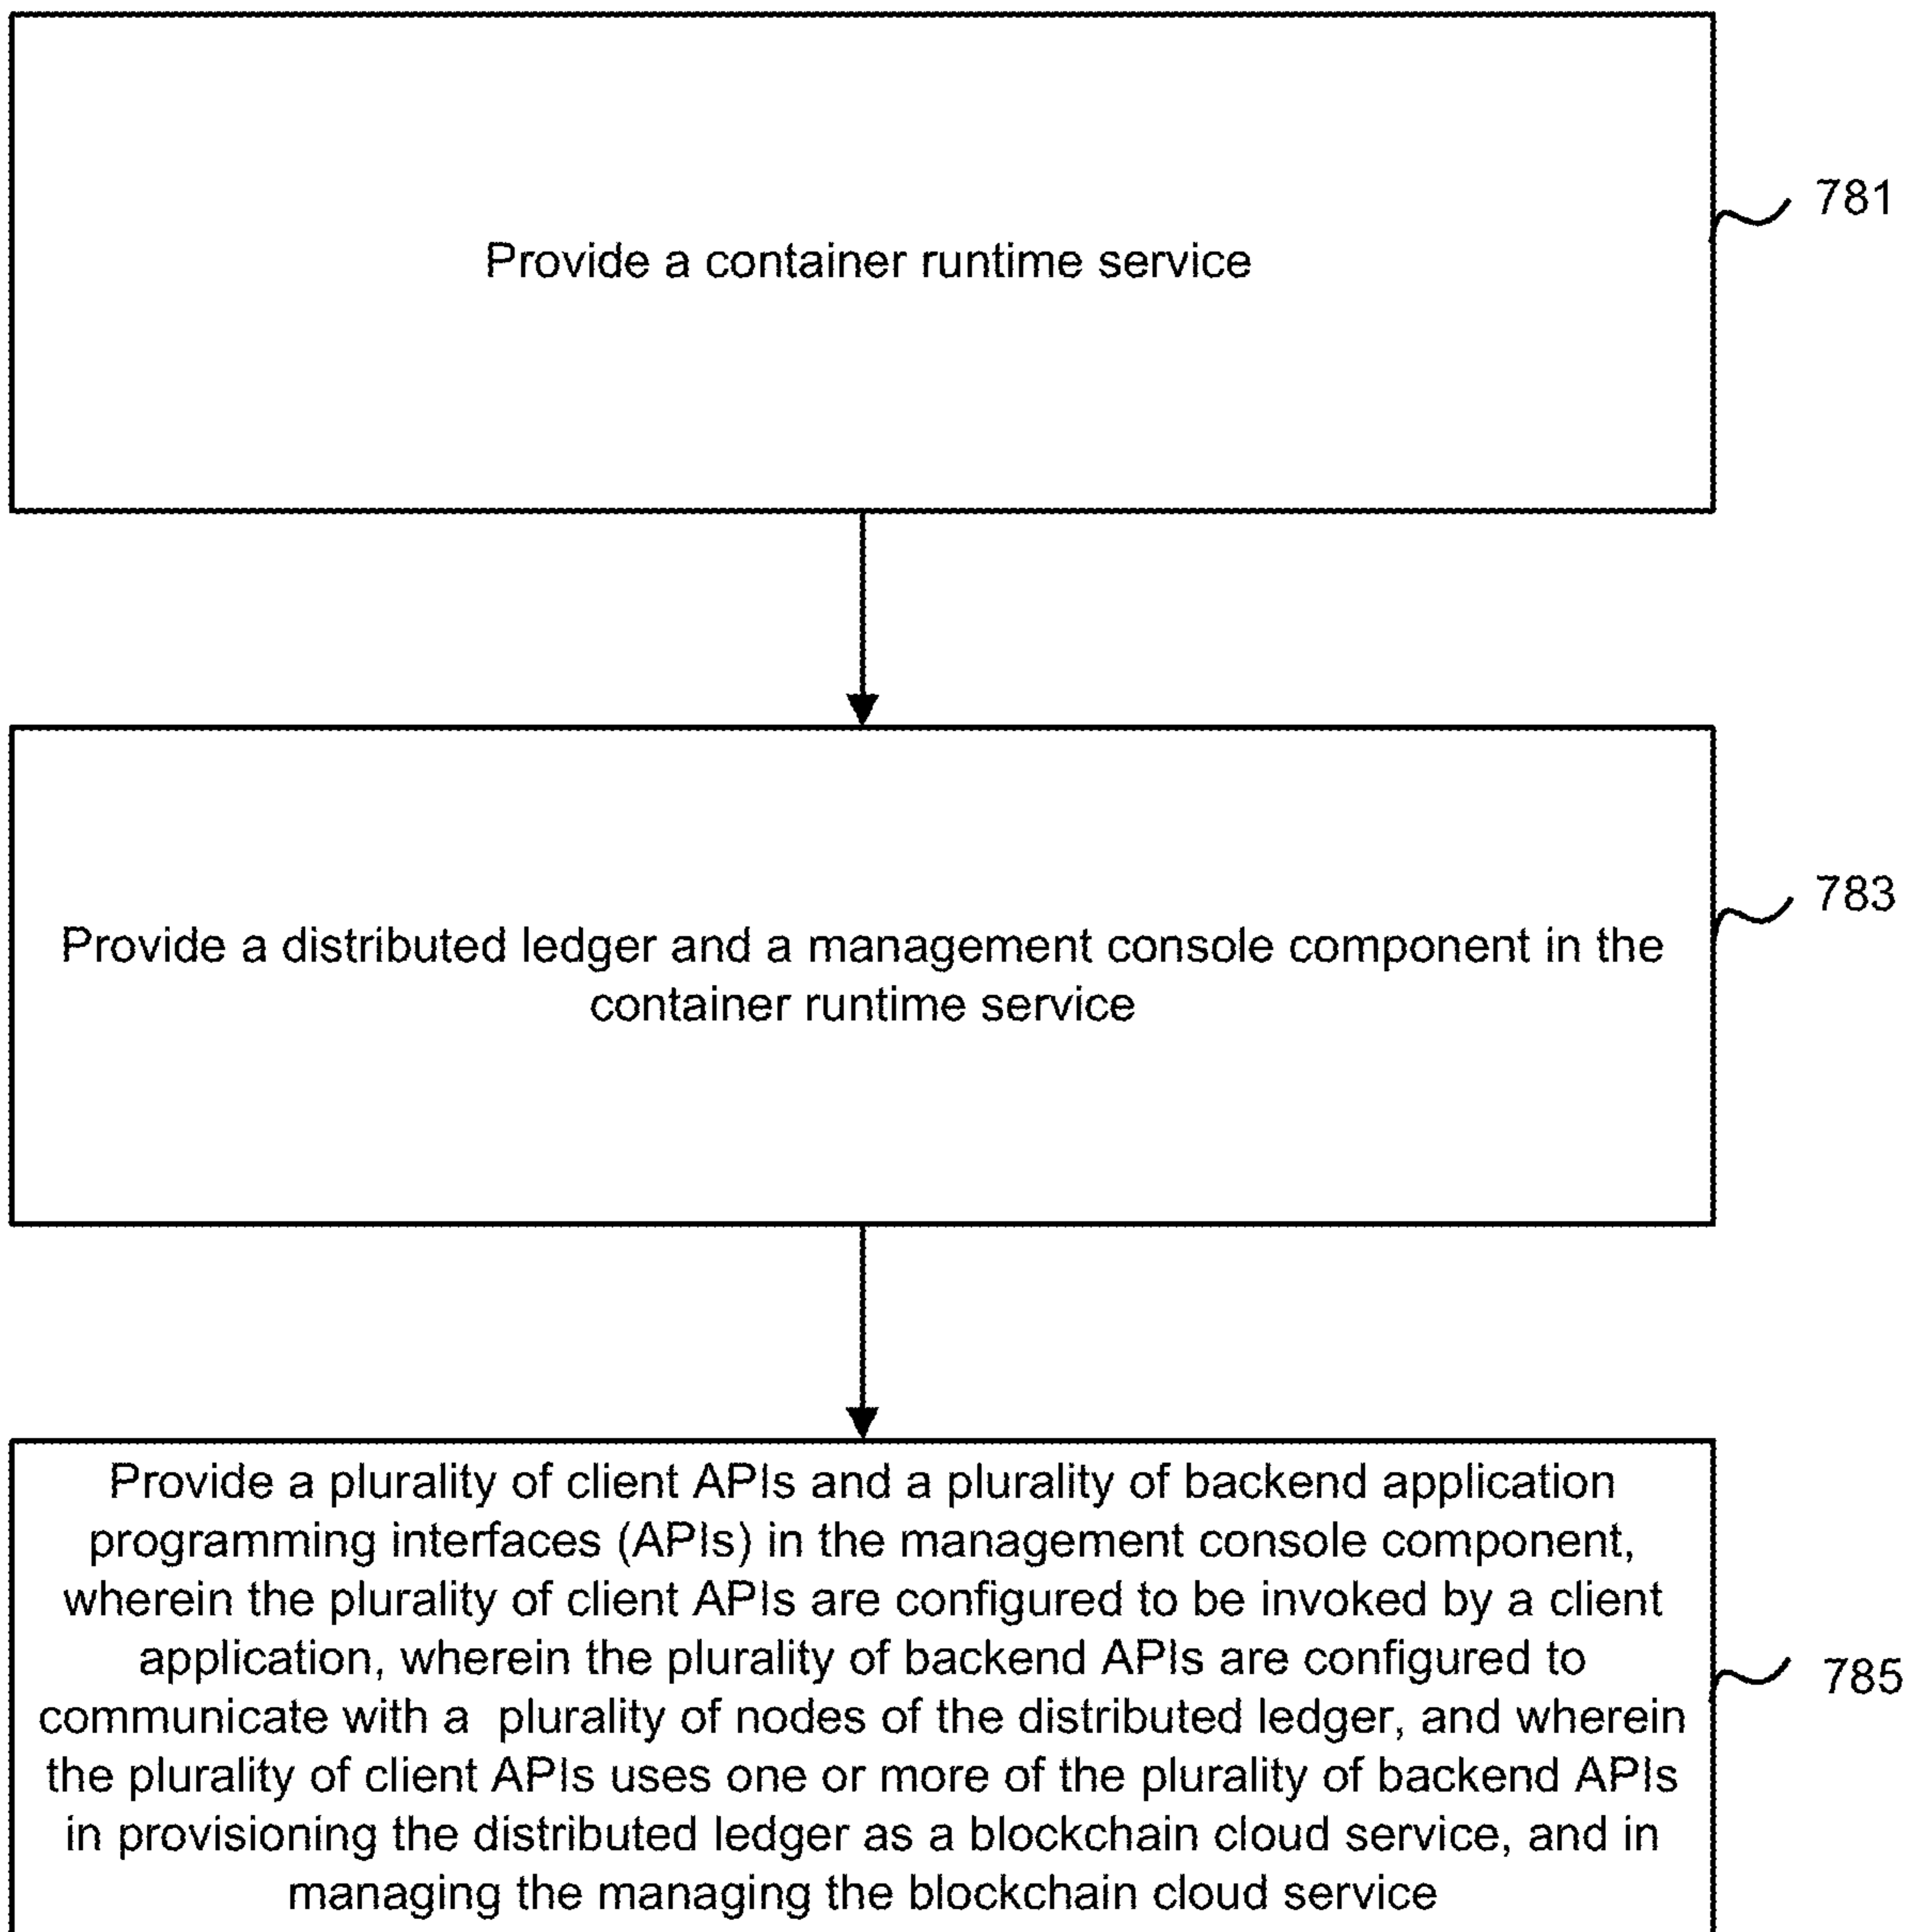 Provide a container runtime service
781
Provide a distributed ledger and a management console component in the
container runtime service
783
Provide a plurality of client APIs and a plurality of backend application
programming interfaces (APIs) in the management console component,
wherein the plurality of client APIs are configured to be invoked by a client
application, wherein the plurality of backend APIs are configured to
communicate with a plurality of nodes of the distributed ledger, and wherein
the plurality of client APIs uses one or more of the plurality of backend APIs
in provisioning the distributed ledger as a blockchain cloud service, and in
managing the managing the blockchain cloud service
785